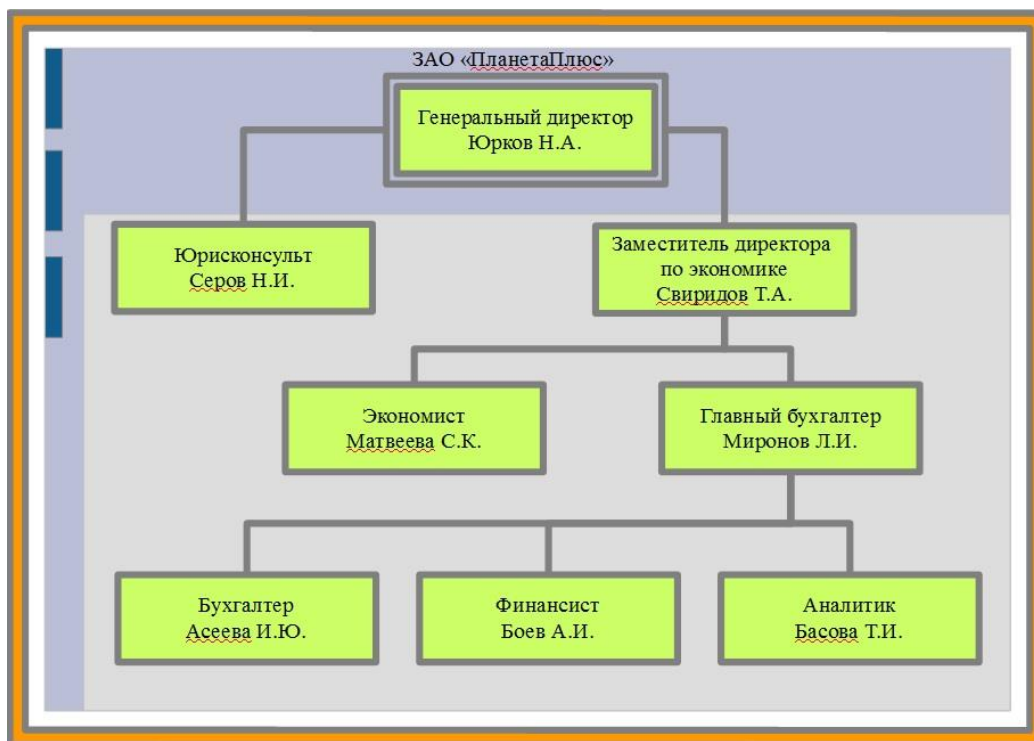 ЗАО «ПланетаПлюс»
Генеральный директор
Юрков Н.А.
Юрисконсульт
Серов Н.И.
Заместитель директора
по экономике
Свиридов Т.А.
Экономист
Матвеева С.К.
Главный бухгалтер
Миронов Л.И.
Бухгалтер
Асеева И.Ю.
Финансист
Боев А.И.
Аналитик
Басова Т.И.